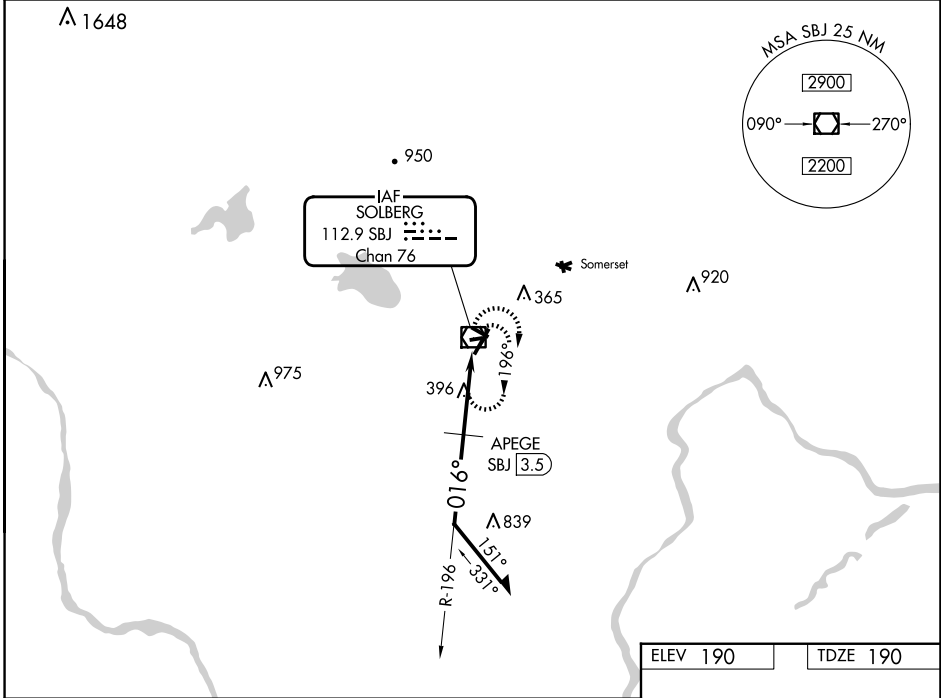 1648
MSA SBJ 25 NM
2900
090°
270°
2200
950
IAF
SOLBERG
112.9 SBJ
Chan 76
Somerset
365
920
975
396
196°
APEGE
SBJ 3.5
016°
839
151°
331°
R-196
ELEV 190
TDZE 190